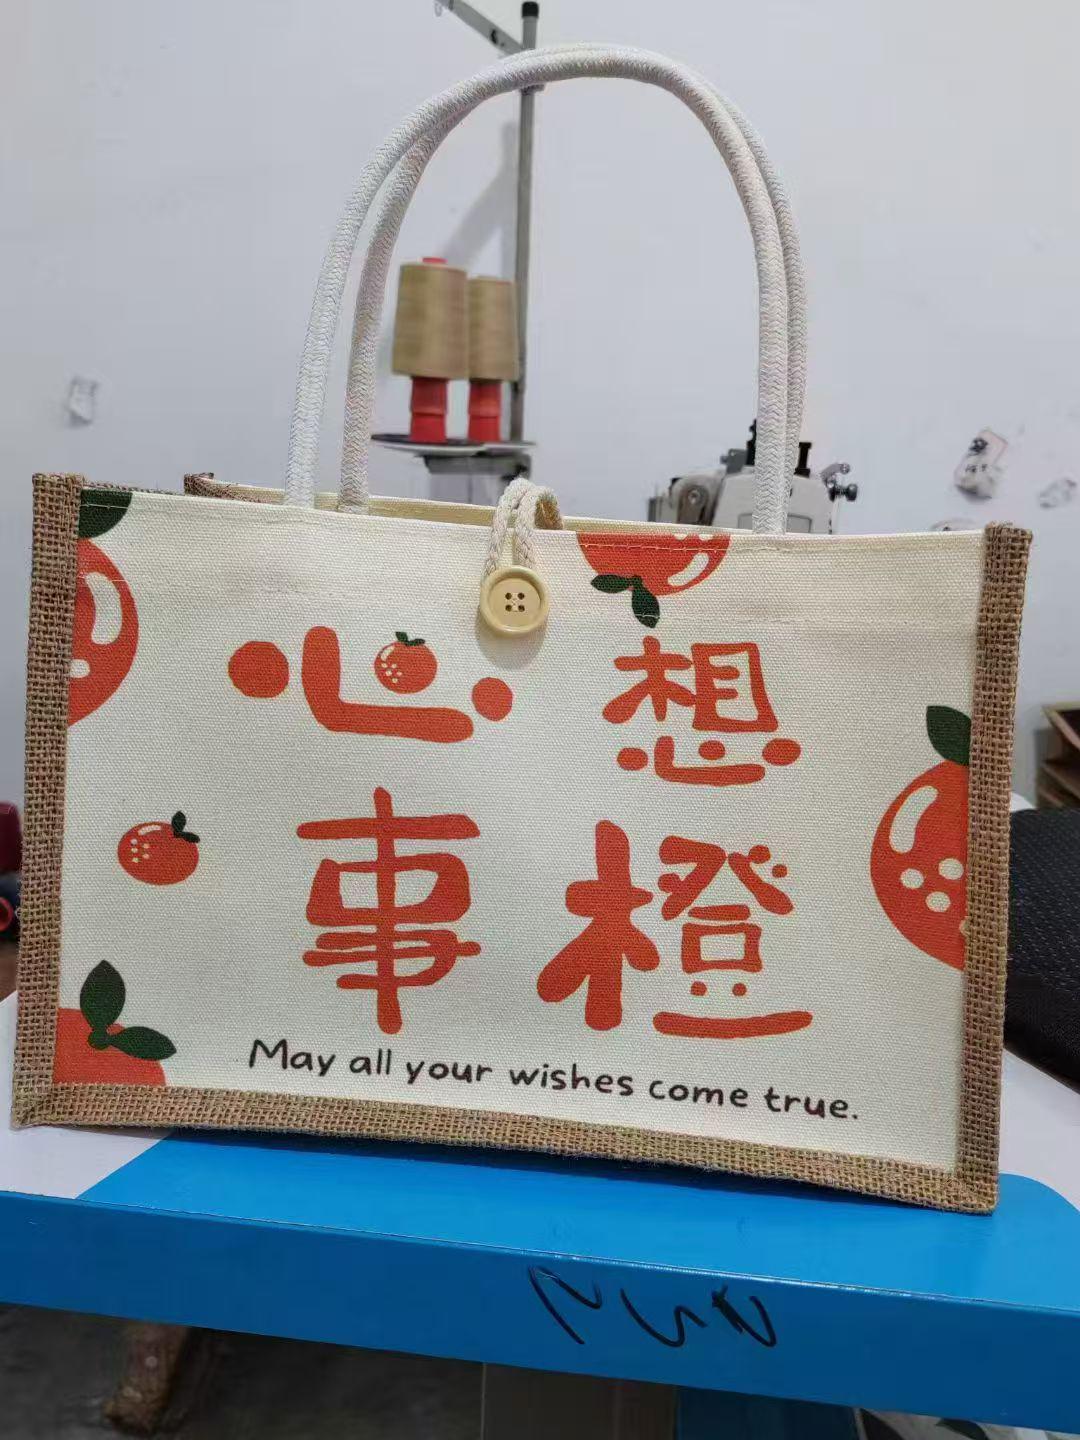 心想
事橙
May all your wishes come true.